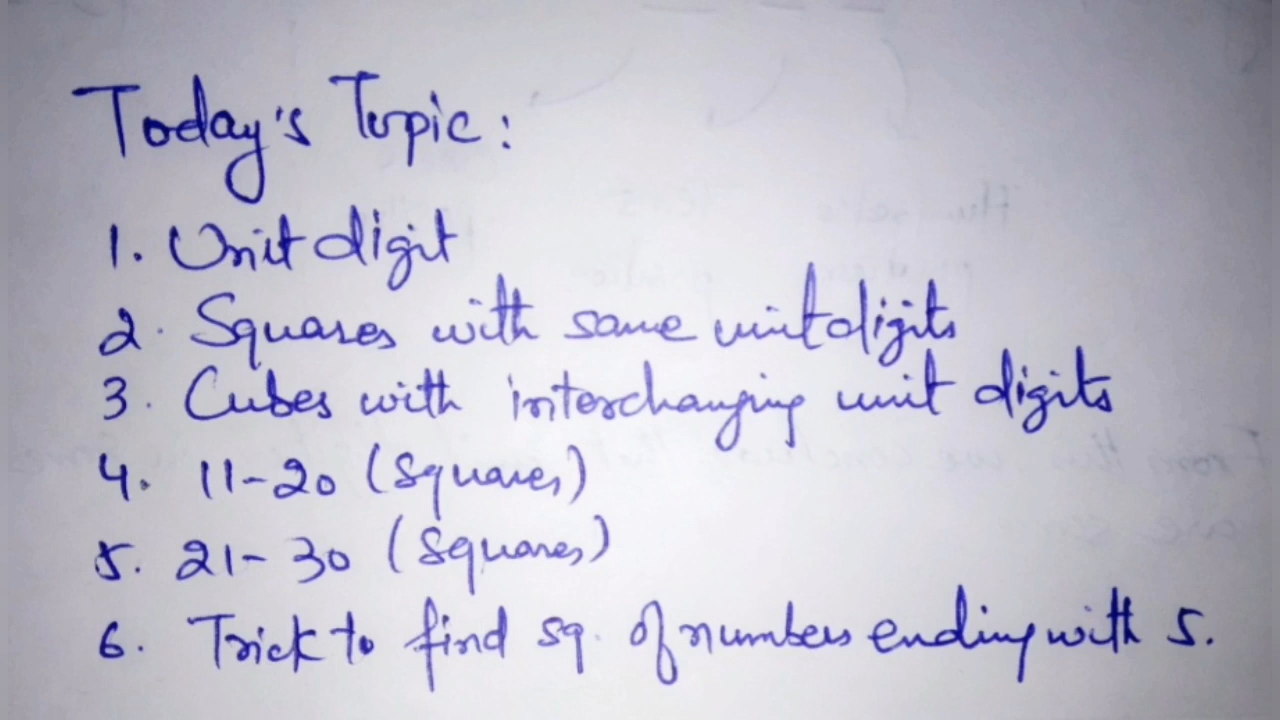 Today's Topic:
1. Unit digit
2. Squares with same unit digits
3. Cubes with interchanging unit digits
4. 11-20 (Squares)
5. 21-30 (Squares)
6. Trick to find sq. of numbers ending with 5.